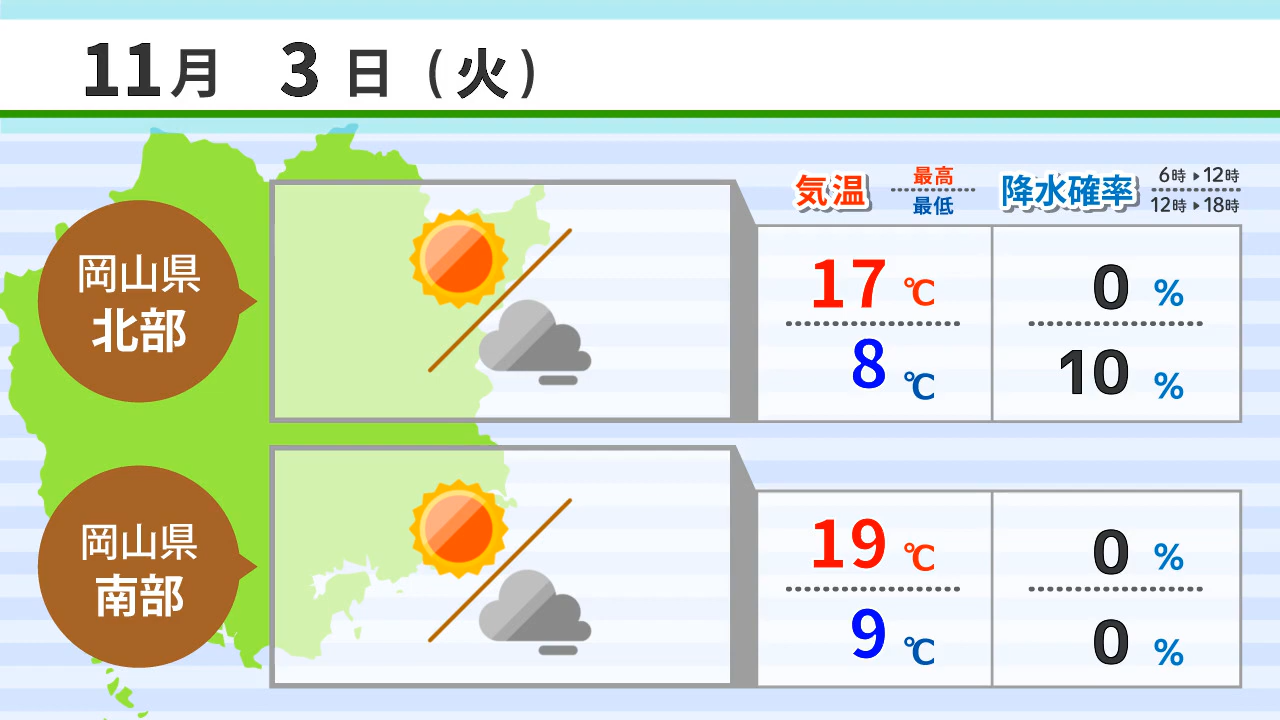 11月 3日(火)
気温 最高 最低
降水確率 6時▶12時 12時▶18時
岡山県
北部
17℃
8℃
0%
10%
岡山県
南部
19℃
9℃
0%
0%